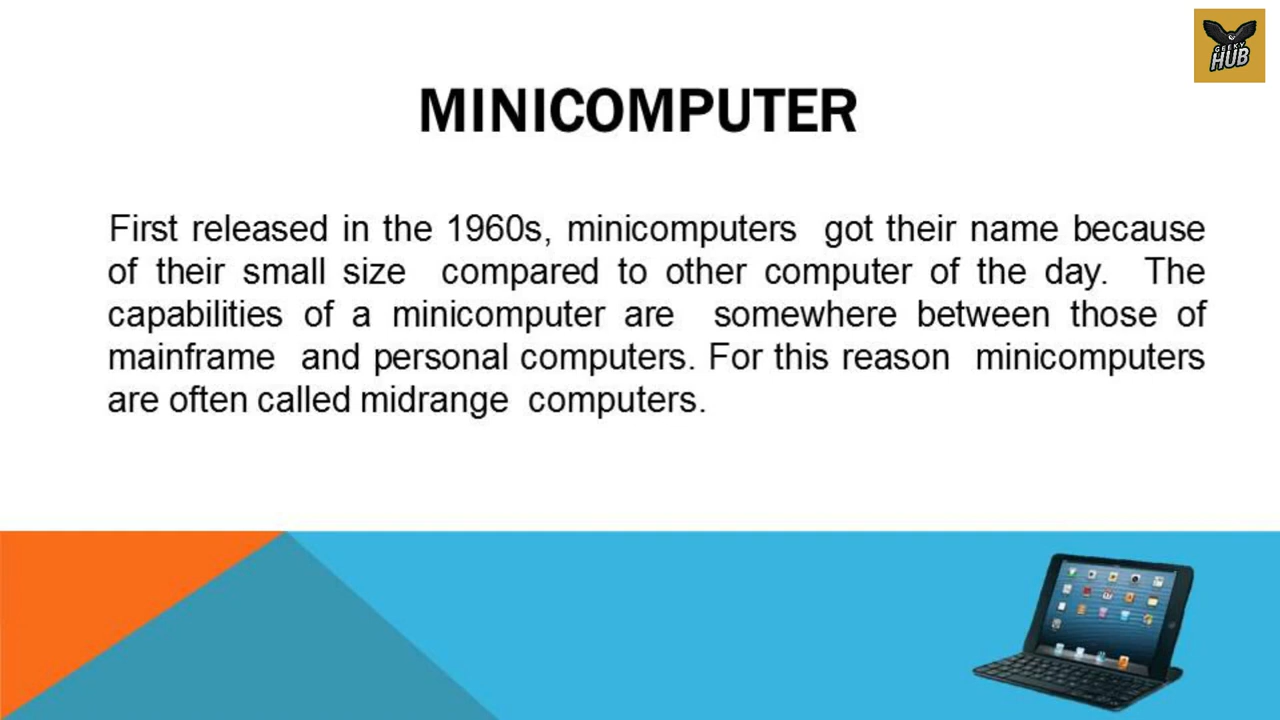 GEEKY
HUB
MINICOMPUTER
First released in the 1960s, minicomputers got their name because
of their small size compared to other computer of the day. The
capabilities of a minicomputer are somewhere between those of
mainframe and personal computers. For this reason minicomputers
are often called midrange computers.